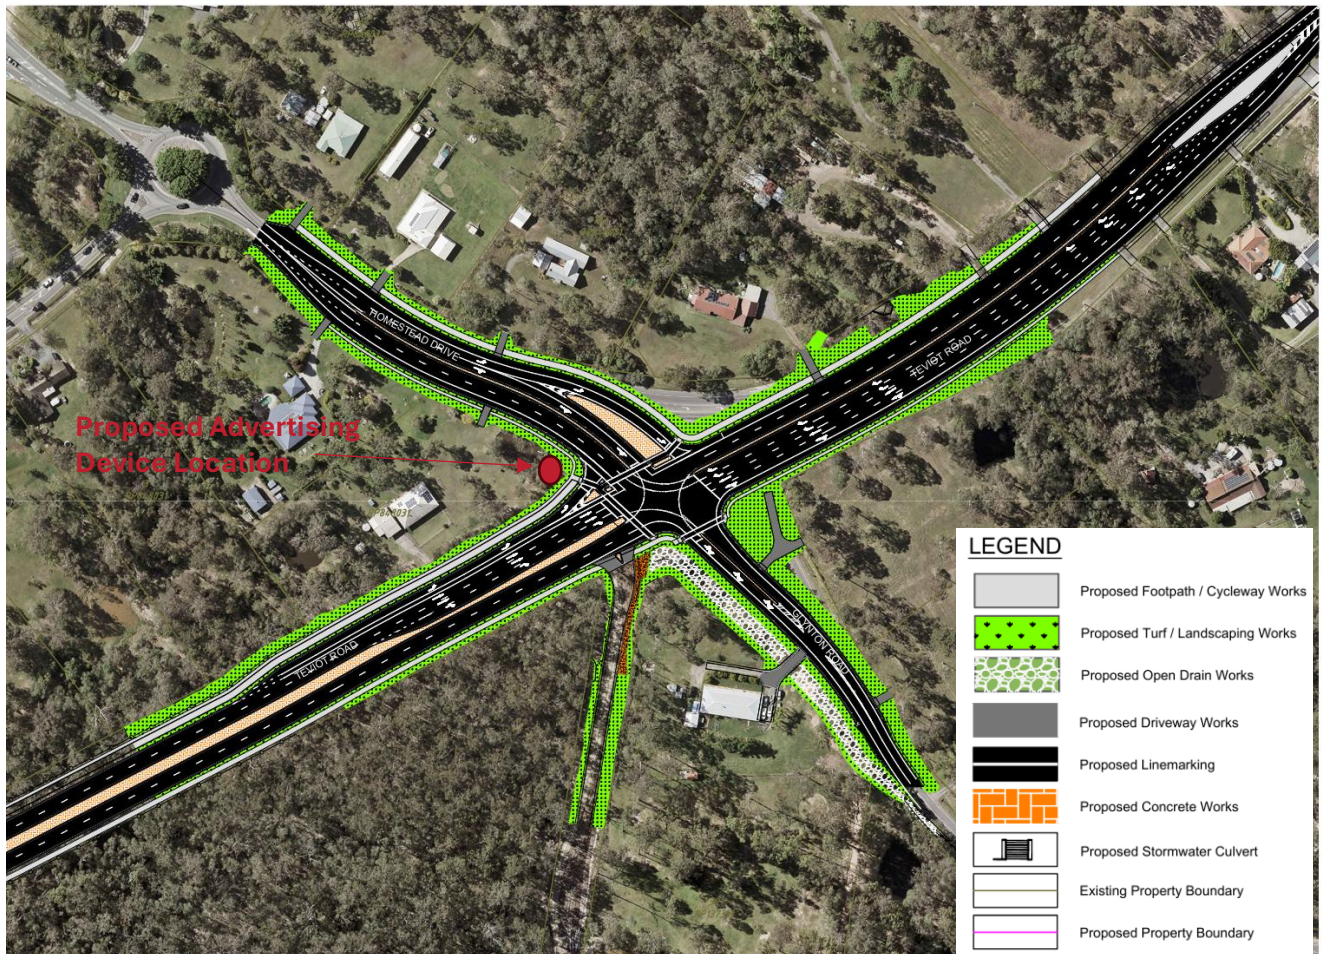 HOMESTEAD DRIVE
TEVIOT ROAD
Proposed Advertising
Device Location
TEVIOT ROAD
LEGEND
Proposed Footpath / Cycleway Works
Proposed Turf / Landscaping Works
Proposed Open Drain Works
Proposed Driveway Works
Proposed Linemarking
Proposed Concrete Works
Proposed Stormwater Culvert
Existing Property Boundary
Proposed Property Boundary